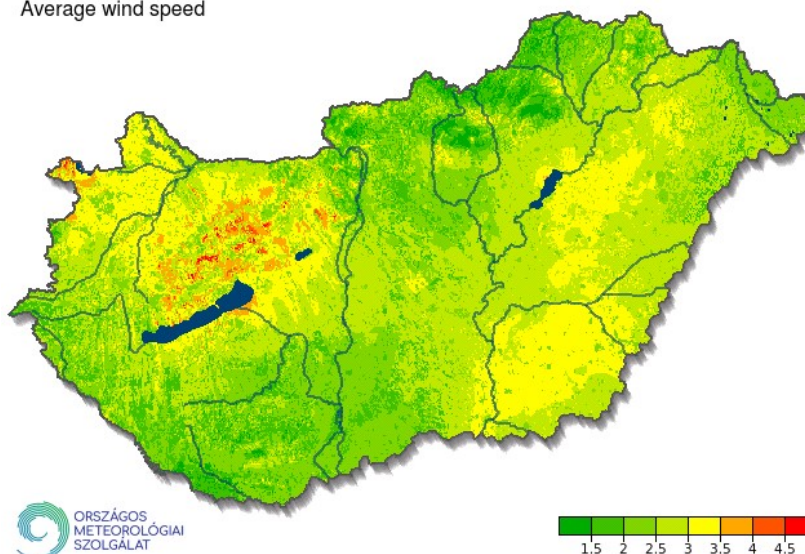 Average wind speed
ORSZÁGOS
METEOROLÓGIAI
SZOLGÁLAT
1.5 2 2.5 3 3.5 4 4.5